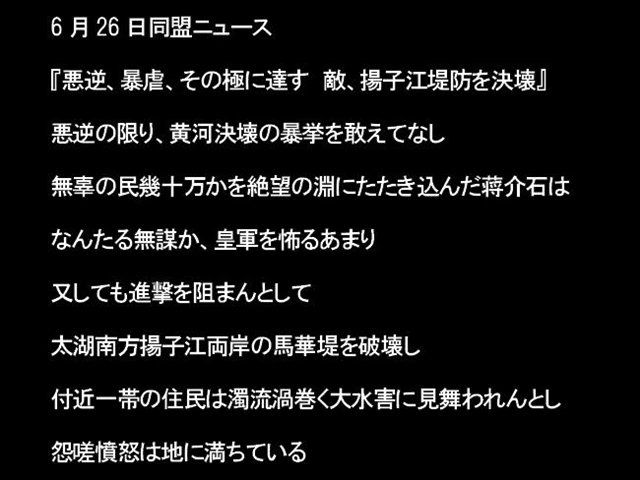 6月26日同盟ニュース
『悪逆、暴虐、その極に達す　敵、揚子江堤防を決壊』
悪逆の限り、黄河決壊の暴挙を敢えてなし
無辜の民幾十万かを絶望の淵にたたき込んだ蒋介石は
なんたる無謀か、皇軍を怖るあまり
又しても進撃を阻まんとして
太湖南方揚子江両岸の馬華堤を破壊し
付近一帯の住民は濁流渦巻く大水害に見舞われんとし
怨嗟憤怒は地に満ちている